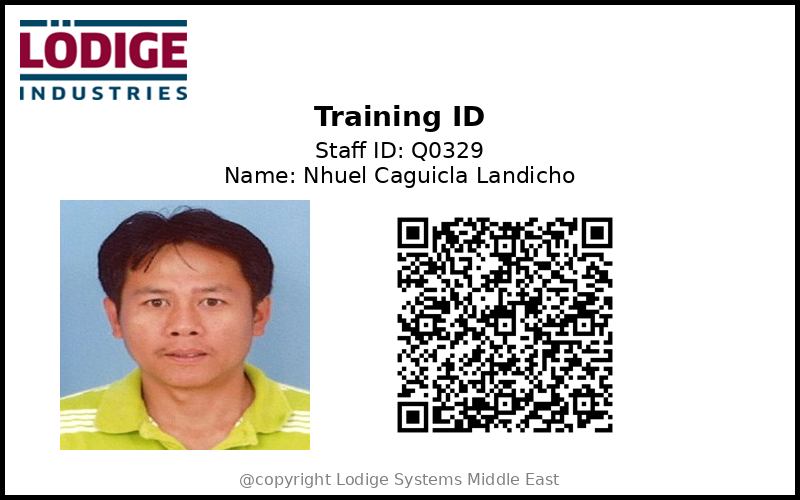 LÖDIGE
INDUSTRIES
Training ID
Staff ID: Q0329
Name: Nhuel Caguicla Landicho
@copyright Lodige Systems Middle East